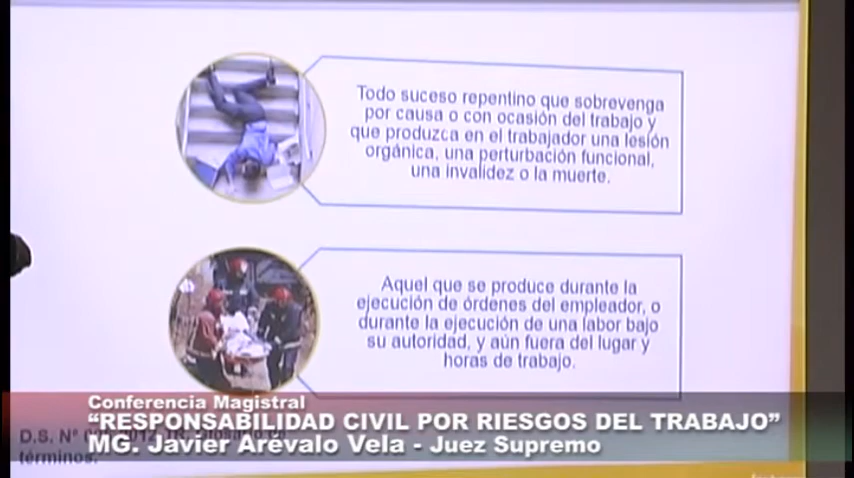 Todo suceso repentino que sobrevenga
por causa o con ocasión del trabajo y
que produzca en el trabajador una lesión
orgánica, una perturbación funcional,
una invalidez o la muerte.
Aquel que se produce durante la
ejecución de órdenes del empleador, o
durante la ejecución de una labor bajo
su autoridad, y aún fuera del lugar y
horas de trabajo.
Conferencia Magistral
“RESPONSABILIDAD CIVIL POR RIESGOS DEL TRABAJO”
D.S. Nº
MG. Javier Arévalo Vela - Juez Supremo
términos.